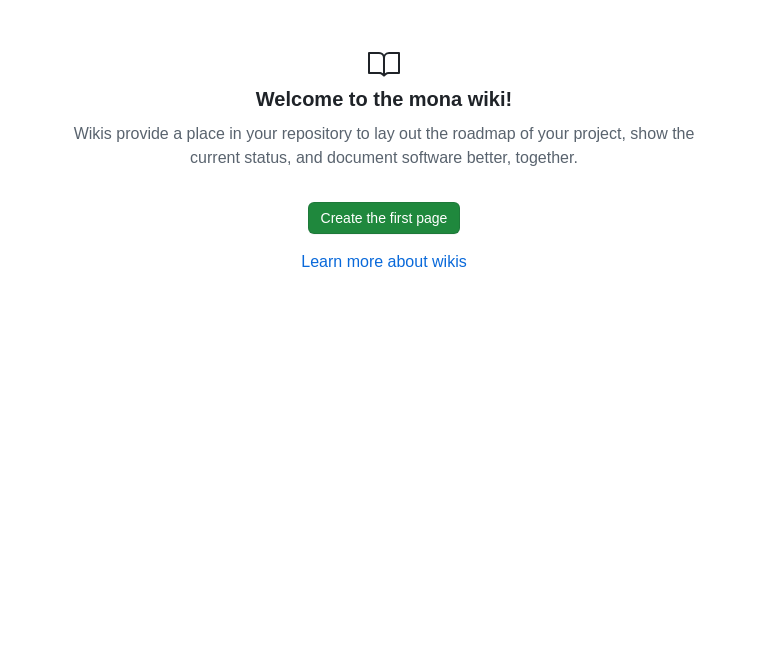 Welcome to the mona wiki!
Wikis provide a place in your repository to lay out the roadmap of your project, show the
current status, and document software better, together.
Create the first page
Learn more about wikis